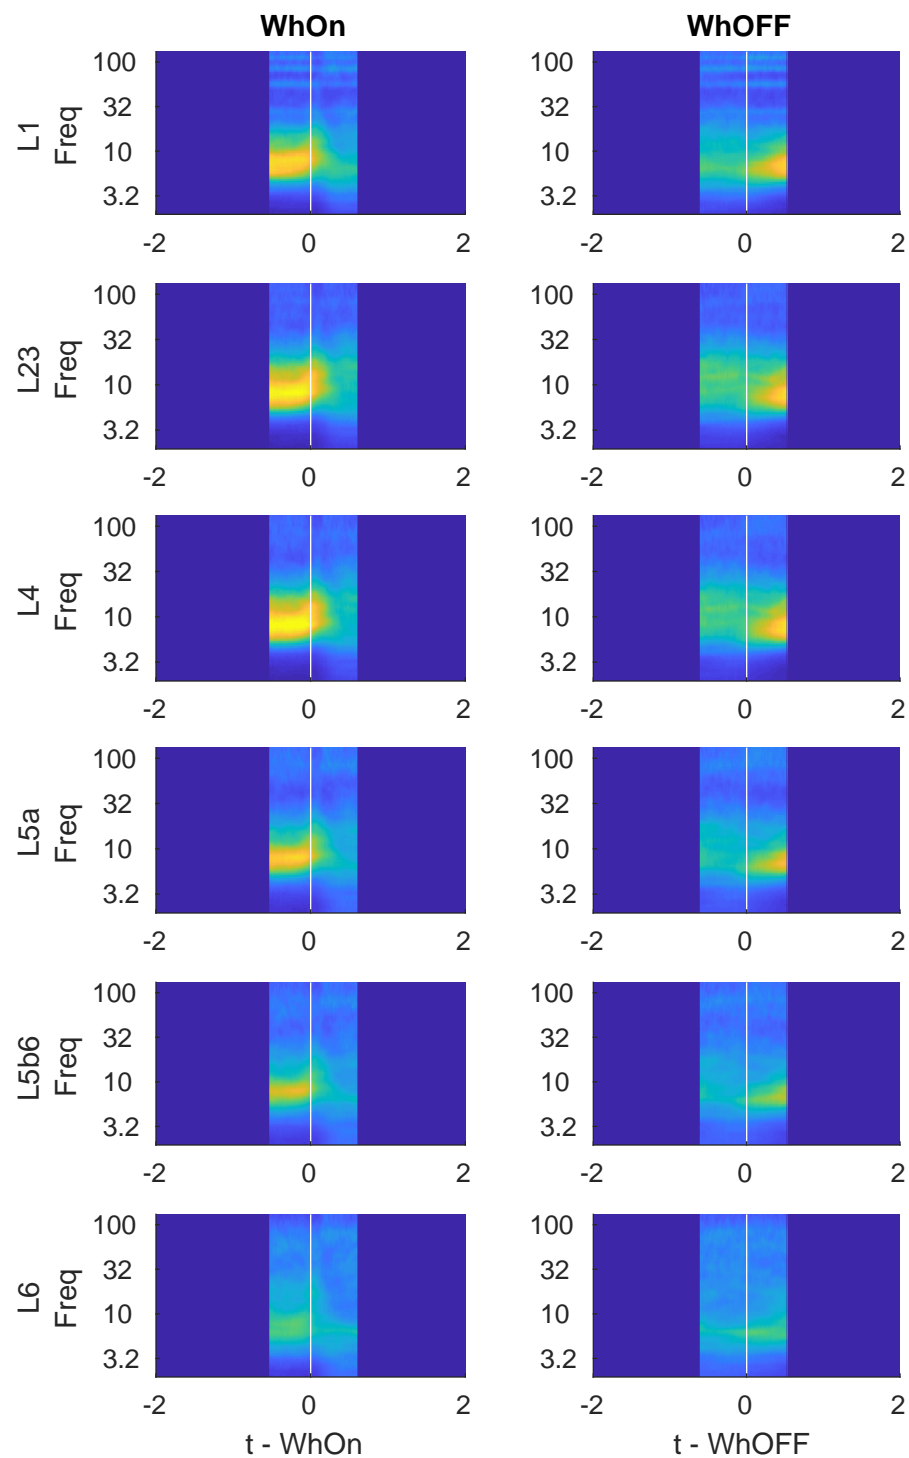 WhOn WhOFF
L1 Freq 100 32 10 3.2 100 32 10 3.2
-2 0 2 -2 0 2
L23 Freq 100 32 10 3.2 100 32 10 3.2
-2 0 2 -2 0 2
L4 Freq 100 32 10 3.2 100 32 10 3.2
-2 0 2 -2 0 2
L5a Freq 100 32 10 3.2 100 32 10 3.2
-2 0 2 -2 0 2
L5b6 Freq 100 32 10 3.2 100 32 10 3.2
-2 0 2 -2 0 2
L6 Freq 100 32 10 3.2 100 32 10 3.2
-2 0 2 -2 0 2
t - WhOn t - WhOFF